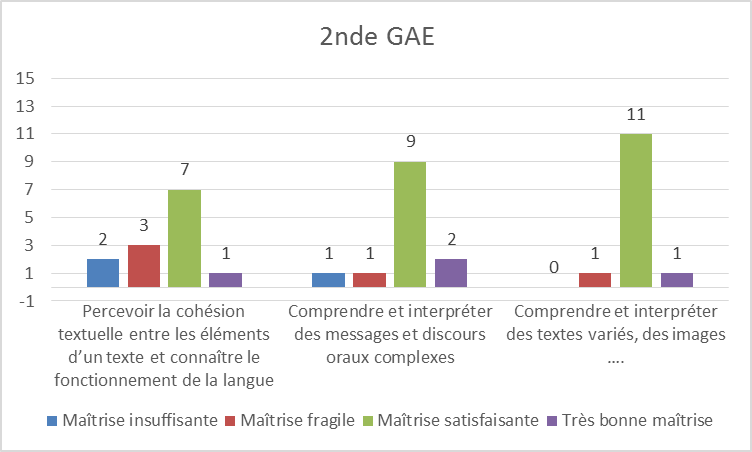 2nde GAE
15
13
11
9
7
5
3
1
-1
2
3
7
1
1
1
9
2
0
1
11
1
Percevoir la cohésion
textuelle entre les éléments
d’un texte et connaître le
fonctionnement de la langue
Comprendre et interpréter
des messages et discours
oraux complexes
Comprendre et interpréter
des textes variés, des images
….
Maîtrise insuffisante
Maîtrise fragile
Maîtrise satisfaisante
Très bonne maîtrise